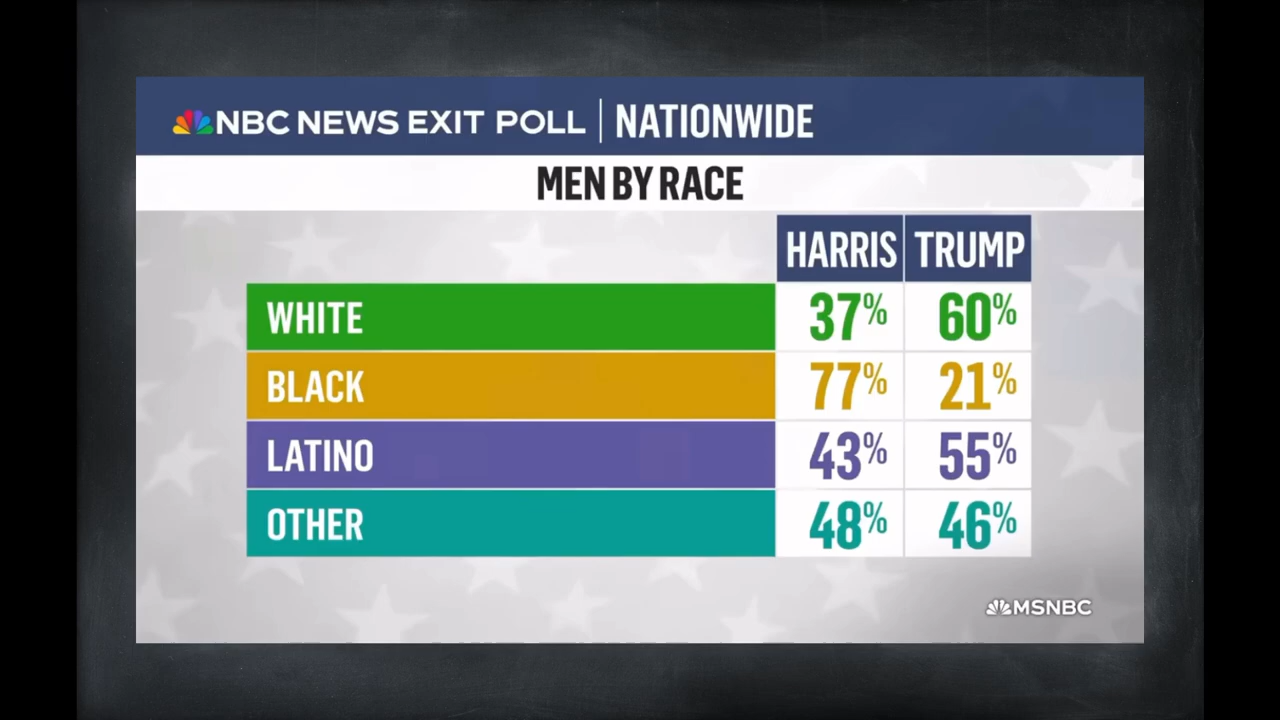 NBC NEWS EXIT POLL | NATIONWIDE
MEN BY RACE
HARRIS TRUMP
WHITE 37% 60%
BLACK 77% 21%
LATINO 43% 55%
OTHER 48% 46%
MSNBC